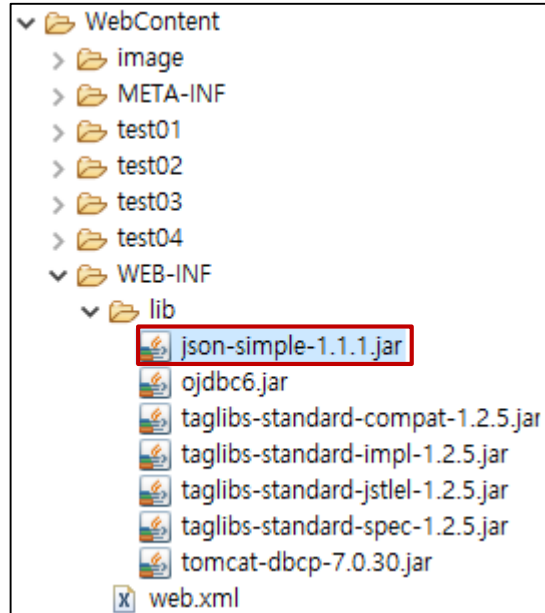 WebContent
image
META-INF
test01
test02
test03
test04
WEB-INF
lib
json-simple-1.1.1.jar
ojdbc6.jar
taglibs-standard-compat-1.2.5.jar
taglibs-standard-impl-1.2.5.jar
taglibs-standard-jstlel-1.2.5.jar
taglibs-standard-spec-1.2.5.jar
tomcat-dbcp-7.0.30.jar
web.xml